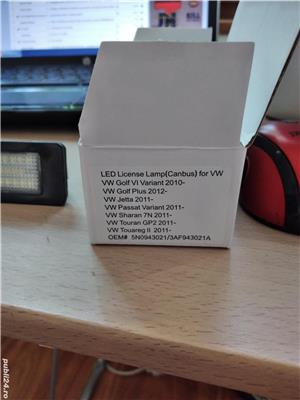 LED License Lamp(Canbus) for VW
VW Golf VI Variant 2010-
VW Golf Plus 2012-
VW Jetta 2011-
VW Passat Variant 2011-
VW Sharan 7N 2011-
VW Touran GP2 2011-
VW Touareg II 2011-
OEM# 5N0943021/3AF943021A
publi24.ro